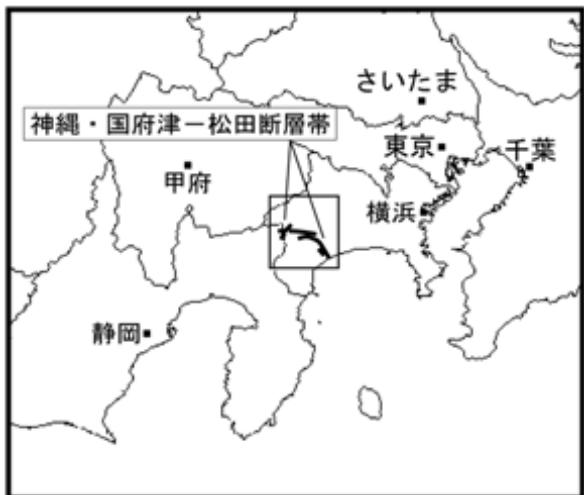 さいたま
神縄・国府津－松田断層帯
東京
千葉
甲府
横浜
静岡